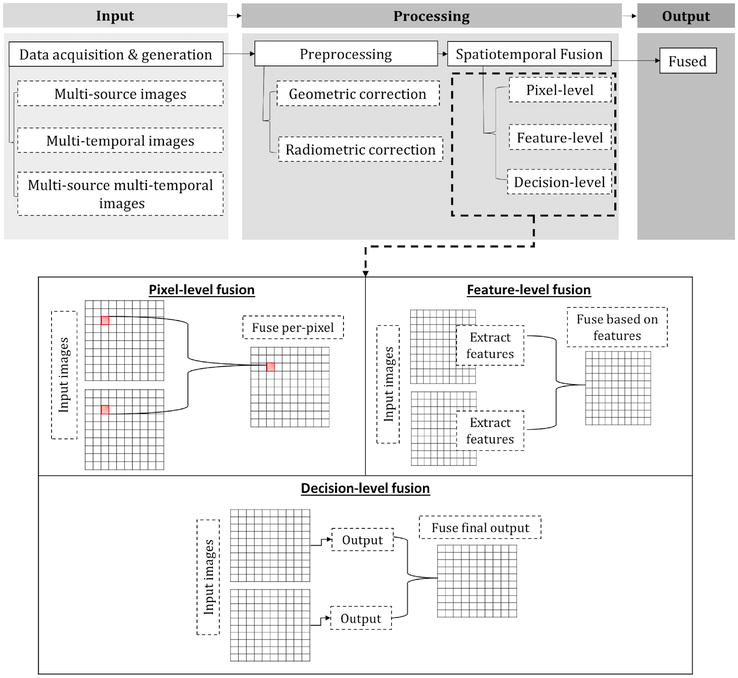 Input
Processing
Output
Data acquisition & generation
Preprocessing
Spatiotemporal Fusion
Fused
Multi-source images
Multi-temporal images
Multi-source multi-temporal
images
Geometric correction
Radiometric correction
Pixel-level
Feature-level
Decision-level
Pixel-level fusion
Input images
Fuse per-pixel
Feature-level fusion
Input images
Extract
features
Extract
features
Fuse based on
features
Decision-level fusion
Input images
Output
Output
Fuse final output